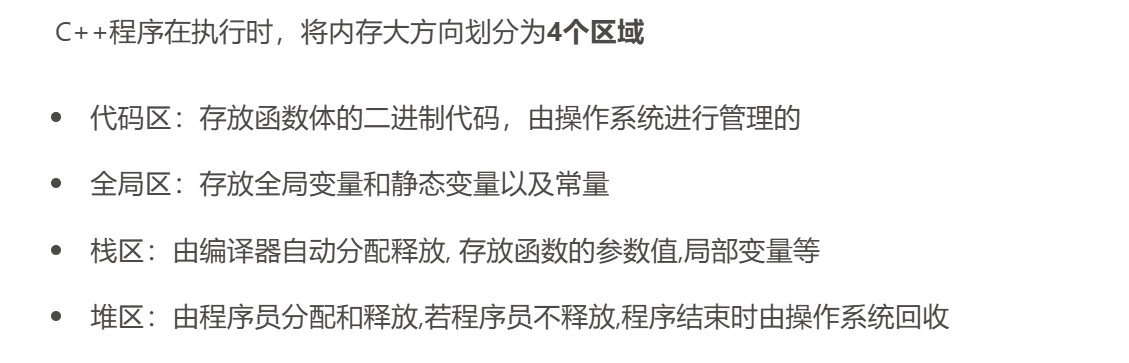 C++程序在执行时，将内存大方向划分为4个区域
• 代码区：存放函数体的二进制代码，由操作系统进行管理的
• 全局区：存放全局变量和静态变量以及常量
• 栈区：由编译器自动分配释放, 存放函数的参数值,局部变量等
• 堆区：由程序员分配和释放,若程序员不释放,程序结束时由操作系统回收